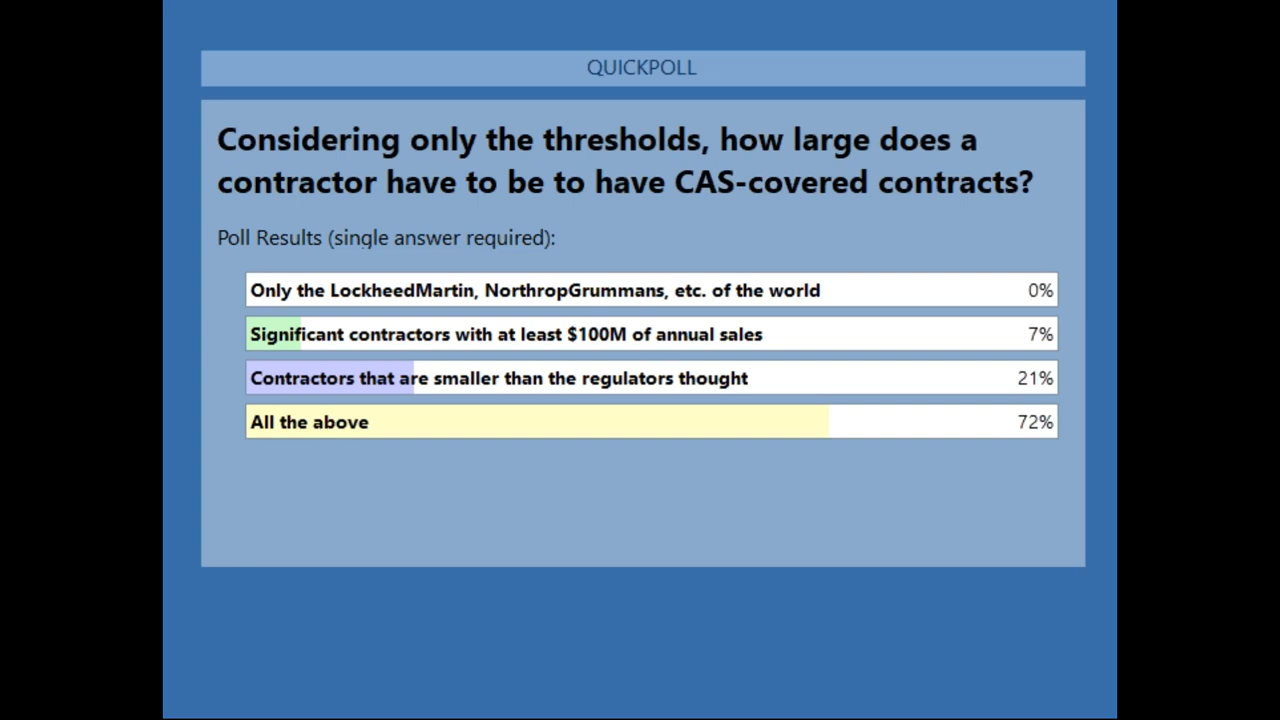 QUICKPOLL
Considering only the thresholds, how large does a
contractor have to be to have CAS-covered contracts?
Poll Results (single answer required):
Only the LockheedMartin, NorthropGrummans, etc. of the world 0%
Significant contractors with at least $100M of annual sales 7%
Contractors that are smaller than the regulators thought 21%
All the above 72%